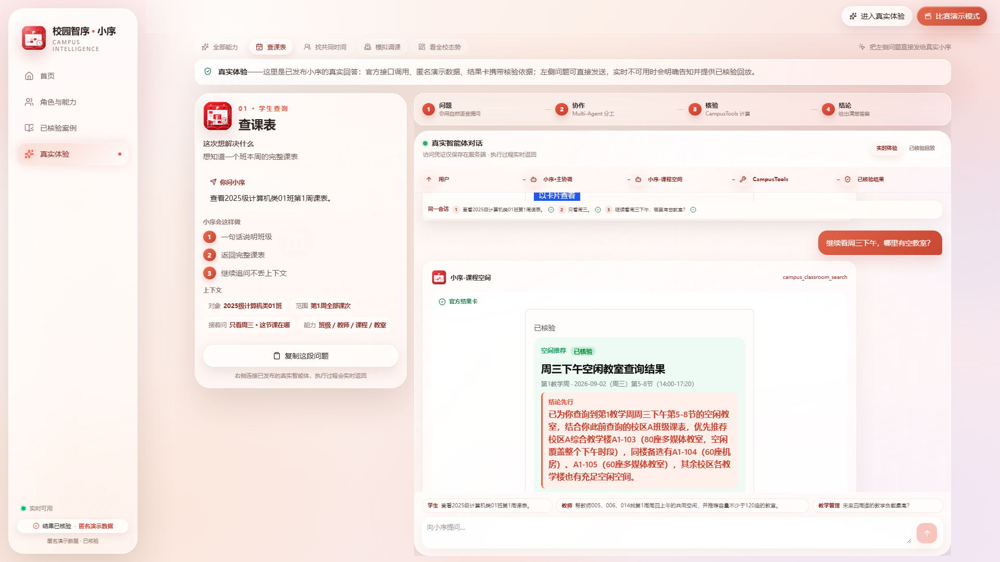 校园智序•小序
CAMPUS
INTELLIGENCE
首页
角色与能力
已核验案例
真实体验
实时可用
结果已核验 · 匿名演示数据
匿名演示数据 · 已核验
进入真实体验
比赛演示模式
全部能力
查课表
找共同时间
模拟调课
看全校态势
把左侧问题直接发给真实小序
真实体验——这里是已发布小序的真实回答：官方接口调用、匿名演示数据、结果卡携带核验依据；左侧问题可直接发送，实时不可用时会明确告知并提供已核验回放。
01 • 学生查询
查课表
这次想解决什么
想知道一个班本周的完整课表
你问小序
查看2025级计算机类01班第1周课表。
小序会这样做
1 一句话说明班级
2 返回完整课表
3 继续追问不丢上下文
上下文
对象 2025级计算机类01班
范围 第1周全部课次
接着问 只看周三 • 这节课在哪
能力 班级 / 教师 / 课程 / 教室
复制这段问题
右侧连接已发布的真实智能体，执行过程会实时返回
1 问题
你用自然语言提问
2 协作
Multi-Agent 分工
3 核验
CampusTools 计算
4 结论
给出清楚答案
真实智能体对话
访问凭证仅保存在服务端 · 执行过程实时返回
实时体验
已核验回放
用户
小序•主协调
小序-课程空间
CampusTools
已核验结果
以卡片查看
同一会话 1 查看2025级计算机类01班第1周课表。 2 只看周三。 3 继续看周三下午，哪里有空教室？
继续看周三下午，哪里有空教室？
小序-课程空间
campus_classroom_search
官方结果卡
已核验
空间推荐 已核验
周三下午空闲教室查询结果
第1教学周 · 2026-09-02（周三）第5-8节（14:00-17:20）
结论先行
已为你查询到第1教学周周三下午第5-8节的空闲教
室，结合你此前查询的校区A班级课表，优先推荐
校区A综合教学楼A1-103（80座多媒体教室，空闲
覆盖整个下午时段），同楼备选有A1-104（60座机
房）、A1-105（60座多媒体教室），其余校区各教
学楼也有充足空闲空间。
学生 查看2025级计算机类01班第1周课表。
教师 帮教师005、006、014找第1周周四上午的共同空闲，并推荐容量不少于120座的教室。
教学管理 未来四周谁的教学负载最高？
向小序提问...